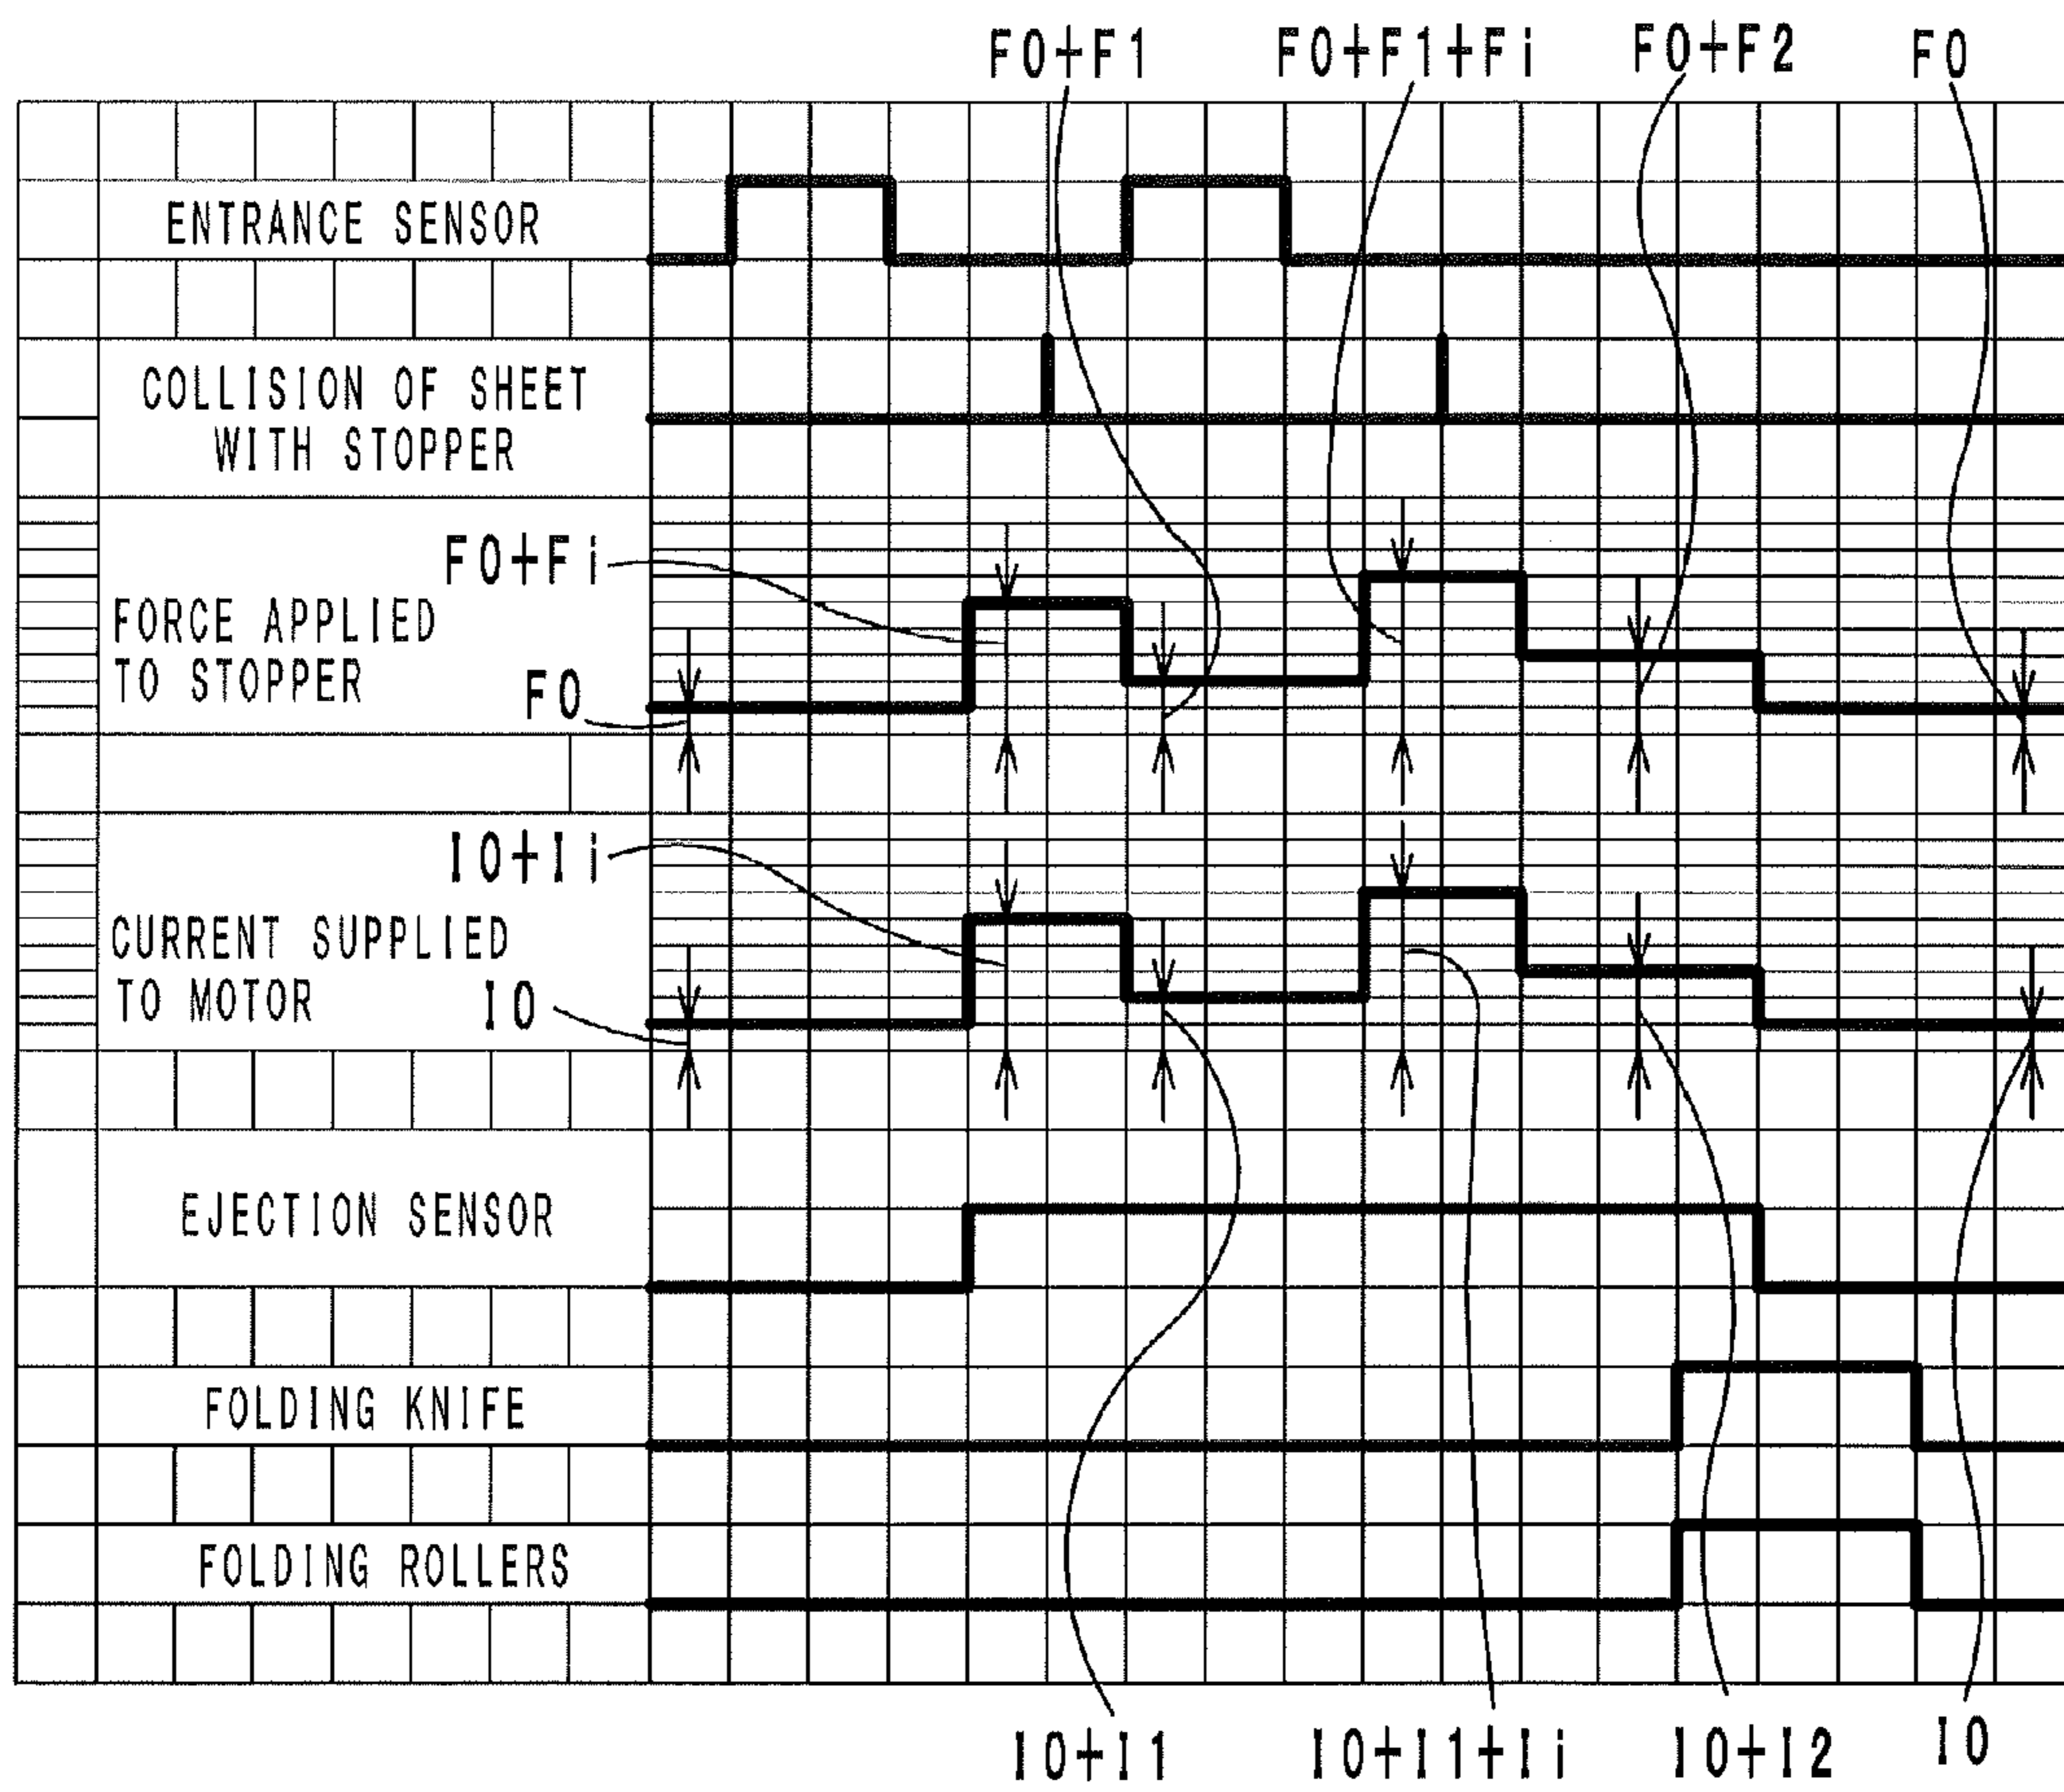 F0+F1
F0+F1+Fi
F0+F2
F0
ENTRANCE SENSOR
COLLISION OF SHEET
WITH STOPPER
F0+Fi
FORCE APPLIED
TO STOPPER
F0
I0+Ii
CURRENT SUPPLIED
TO MOTOR
I0
EJECTION SENSOR
FOLDING KNIFE
FOLDING ROLLERS
I0+I1
I0+I1+Ii
I0+I2
I0